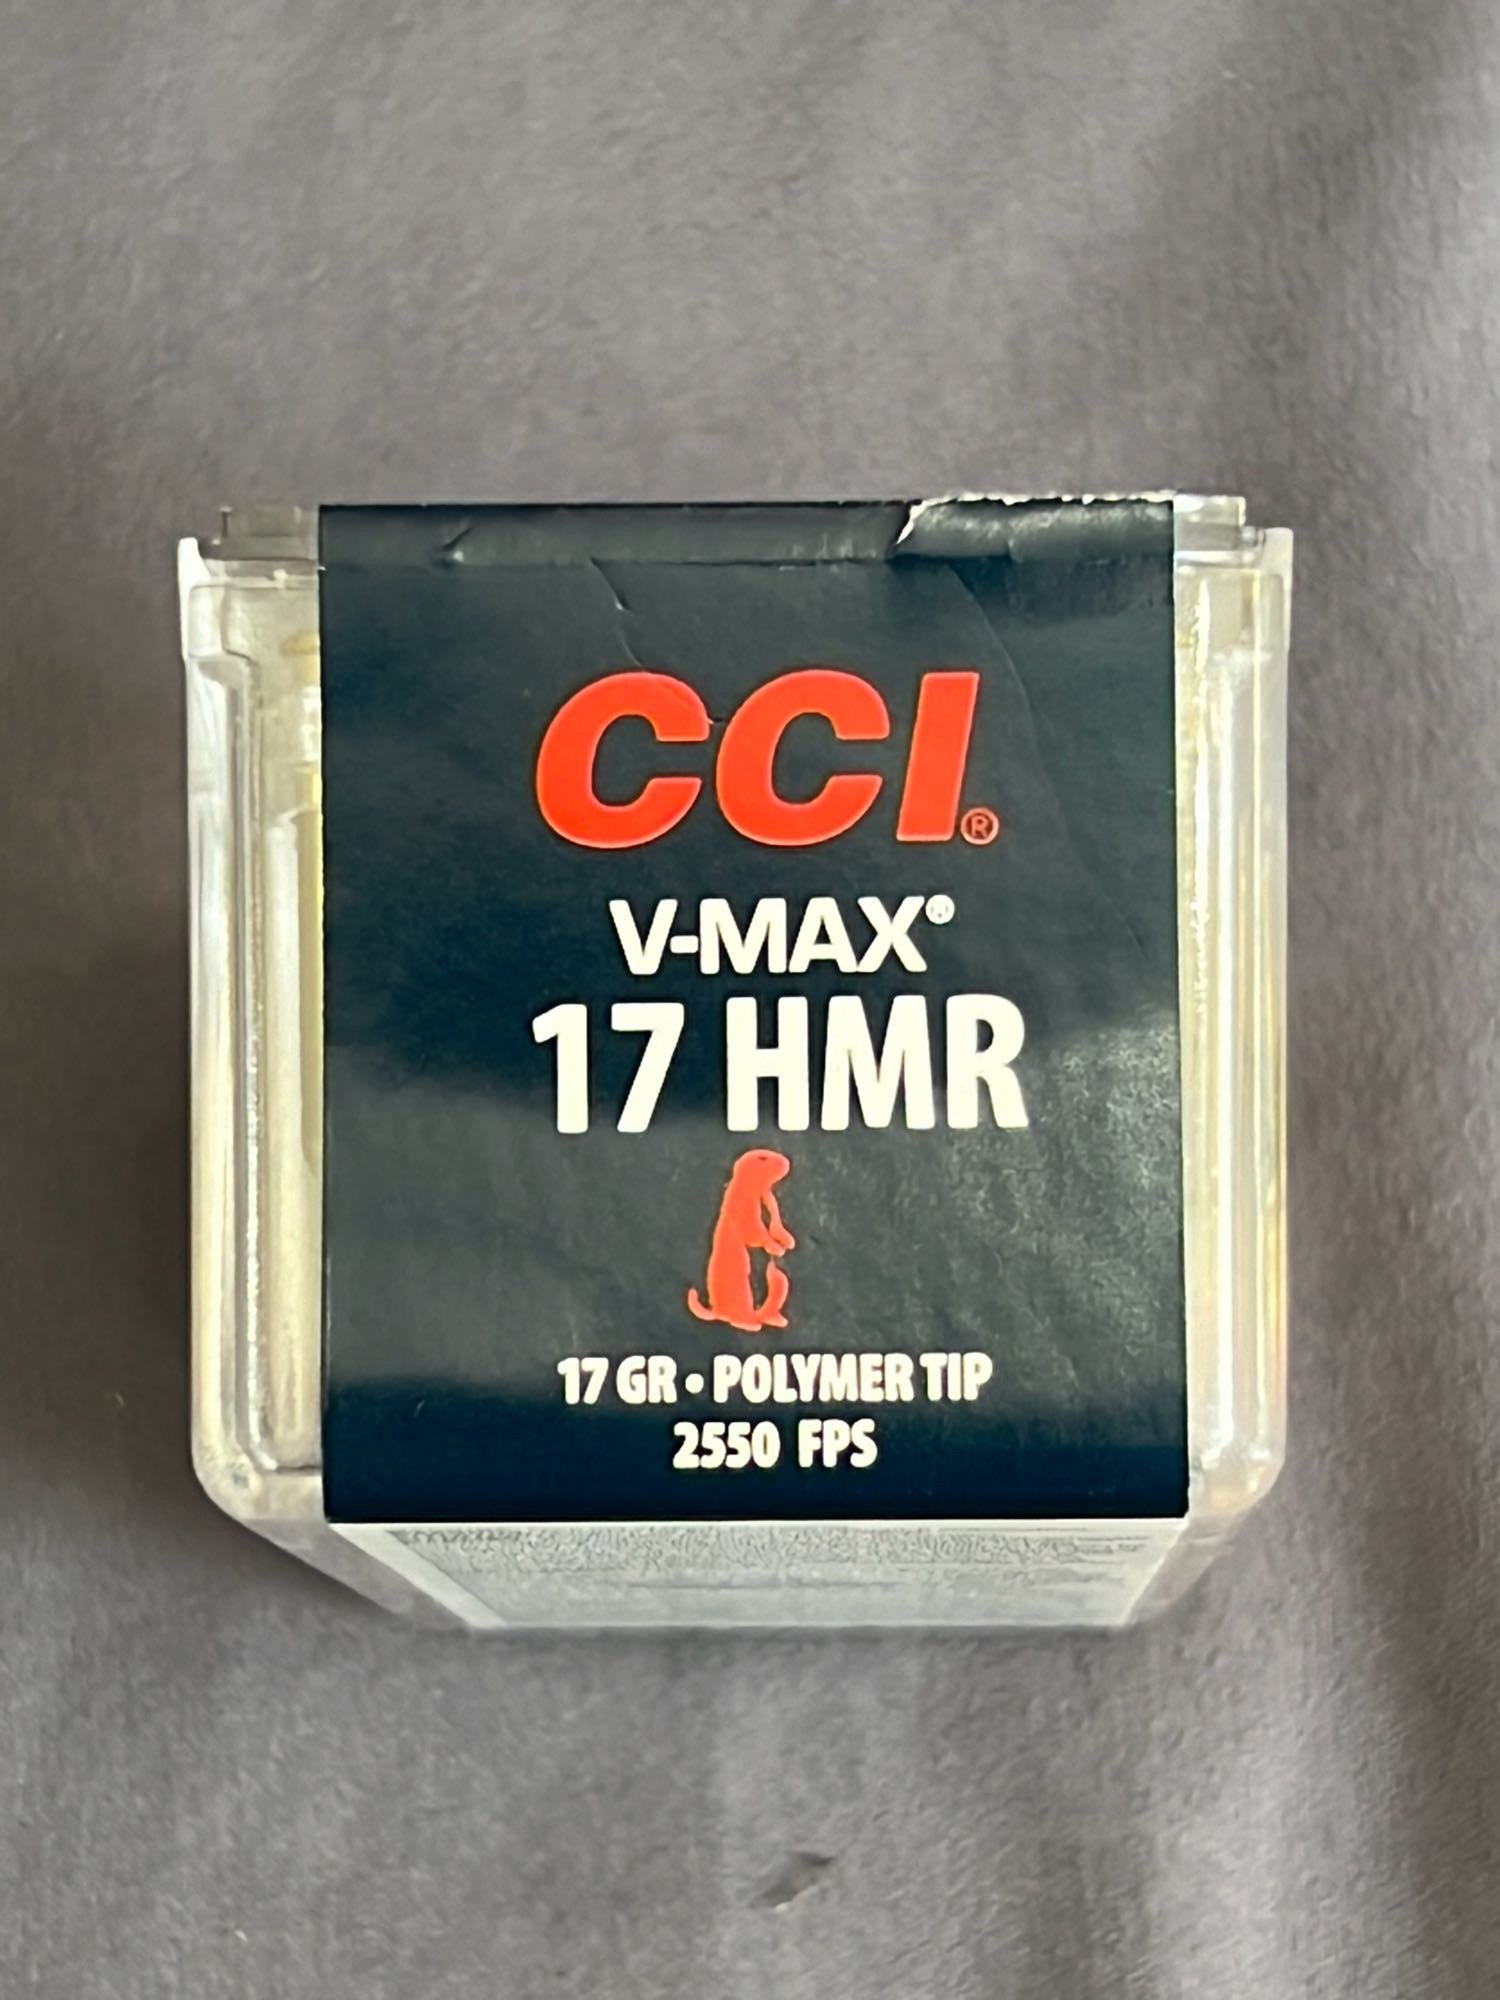 CCI®
V-MAX®
17 HMR
17 GR • POLYMER TIP
2550 FPS